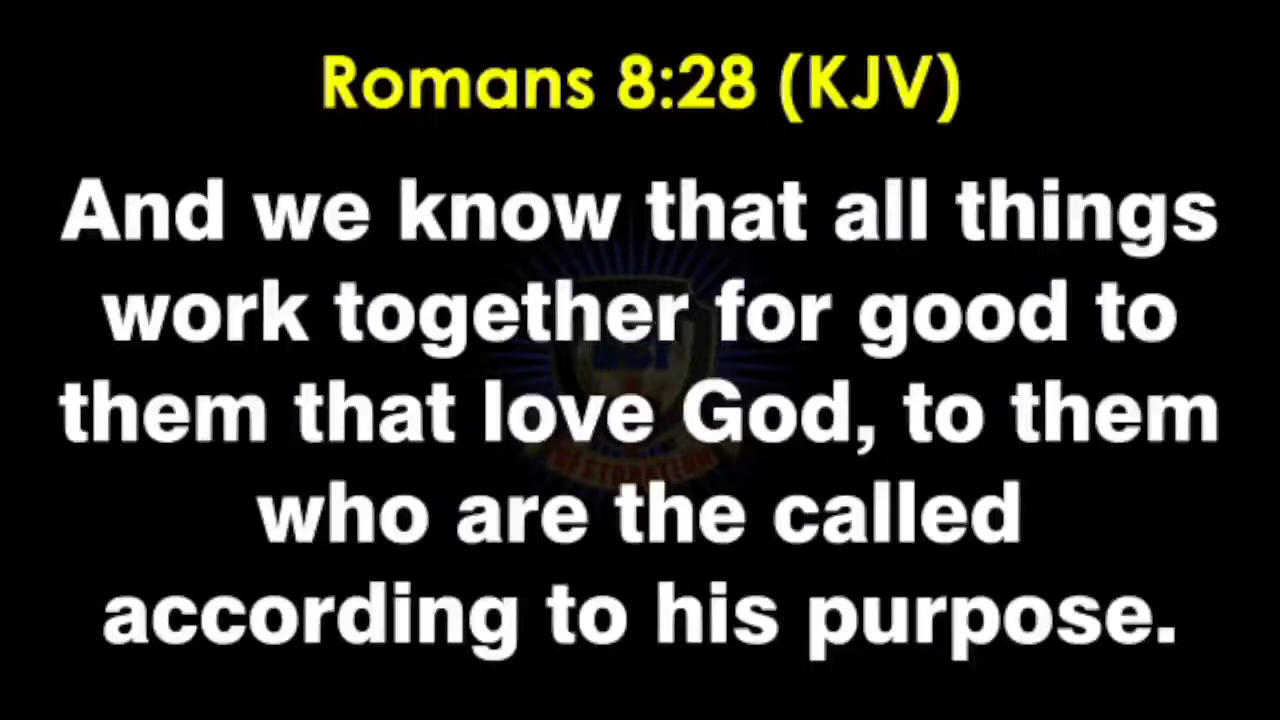 Romans 8:28 (KJV)
And we know that all things
work together for good to
them that love God, to them
who are the called
according to his purpose.
RESTORATION